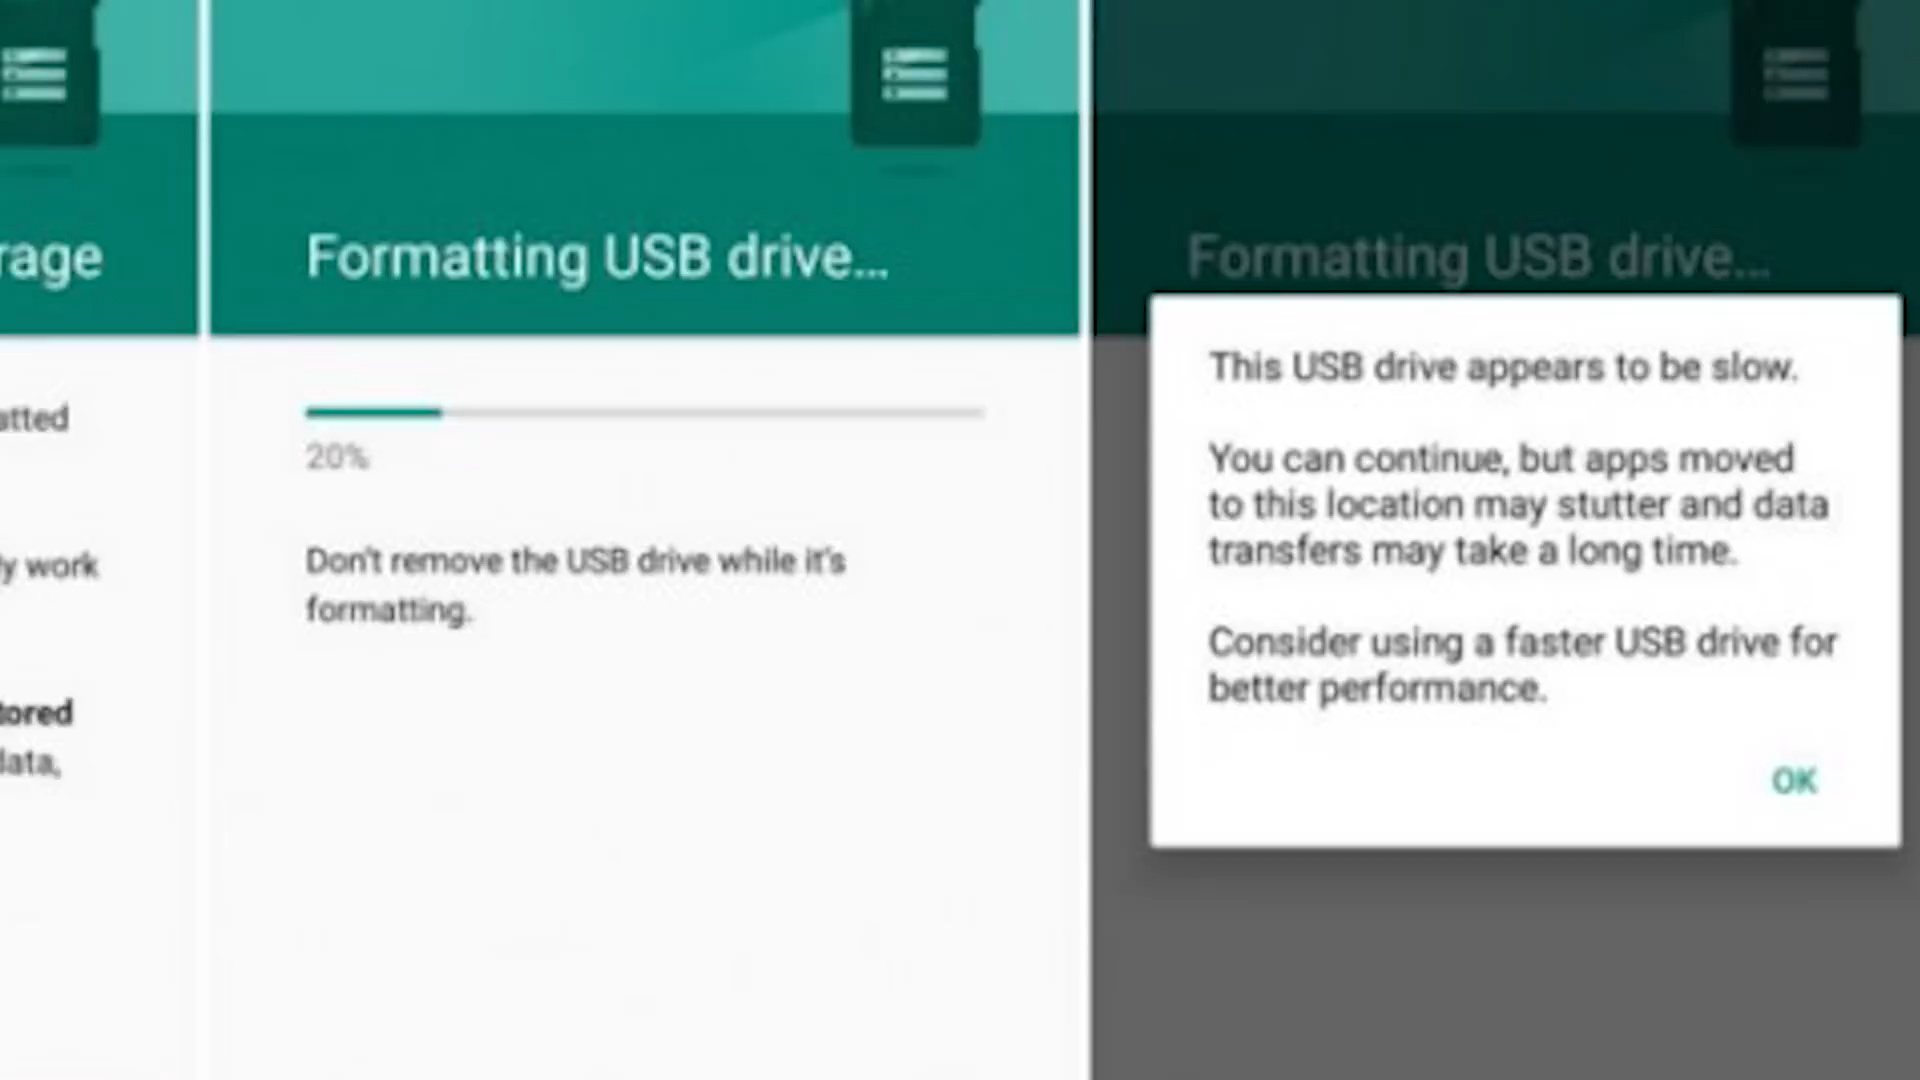 rage
atted
y work
tored
data,
Formatting USB drive...
20%
Don't remove the USB drive while it's
formatting.
Formatting USB drive...
This USB drive appears to be slow.
You can continue, but apps moved
to this location may stutter and data
transfers may take a long time.
Consider using a faster USB drive for
better performance.
OK